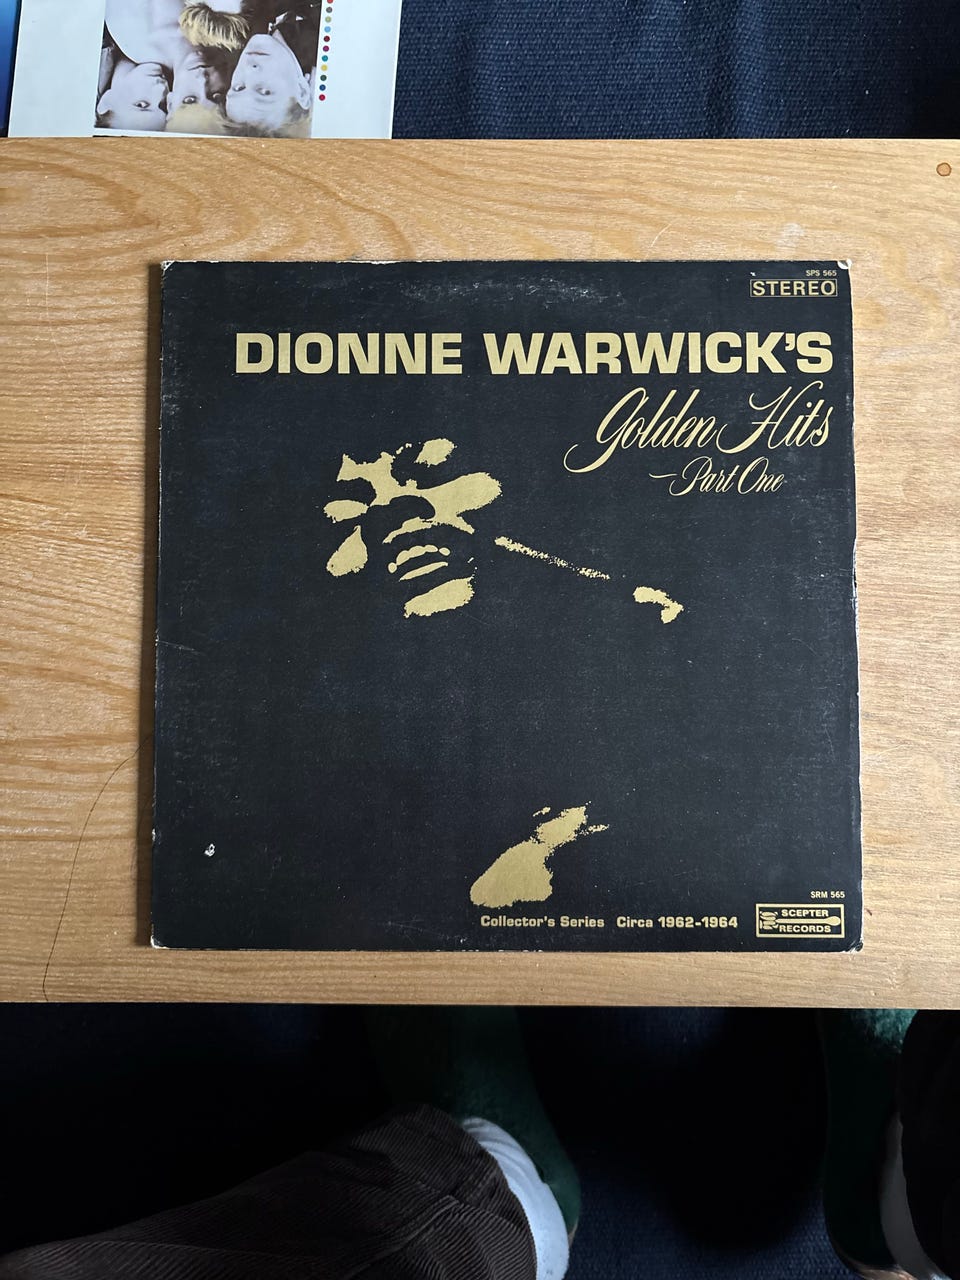 SPS 565
STEREO
DIONNE WARWICK'S
Golden Hits
—Part One
SRM 565
Collector's Series Circa 1962-1964
SCEPTER
RECORDS